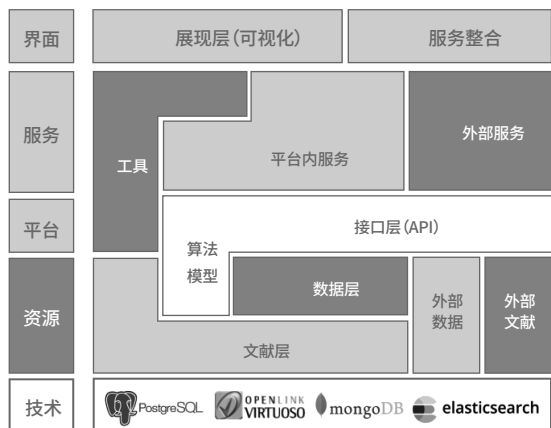 界面
展现层(可视化)
服务整合
服务
工具
平台内服务
外部服务
平台
接口层(API)
算法
模型
资源
数据层
外部
数据
外部
文献
文献层
技术
PostgreSQL
OPENLINK
VIRTUOSO
mongoDB
elasticsearch